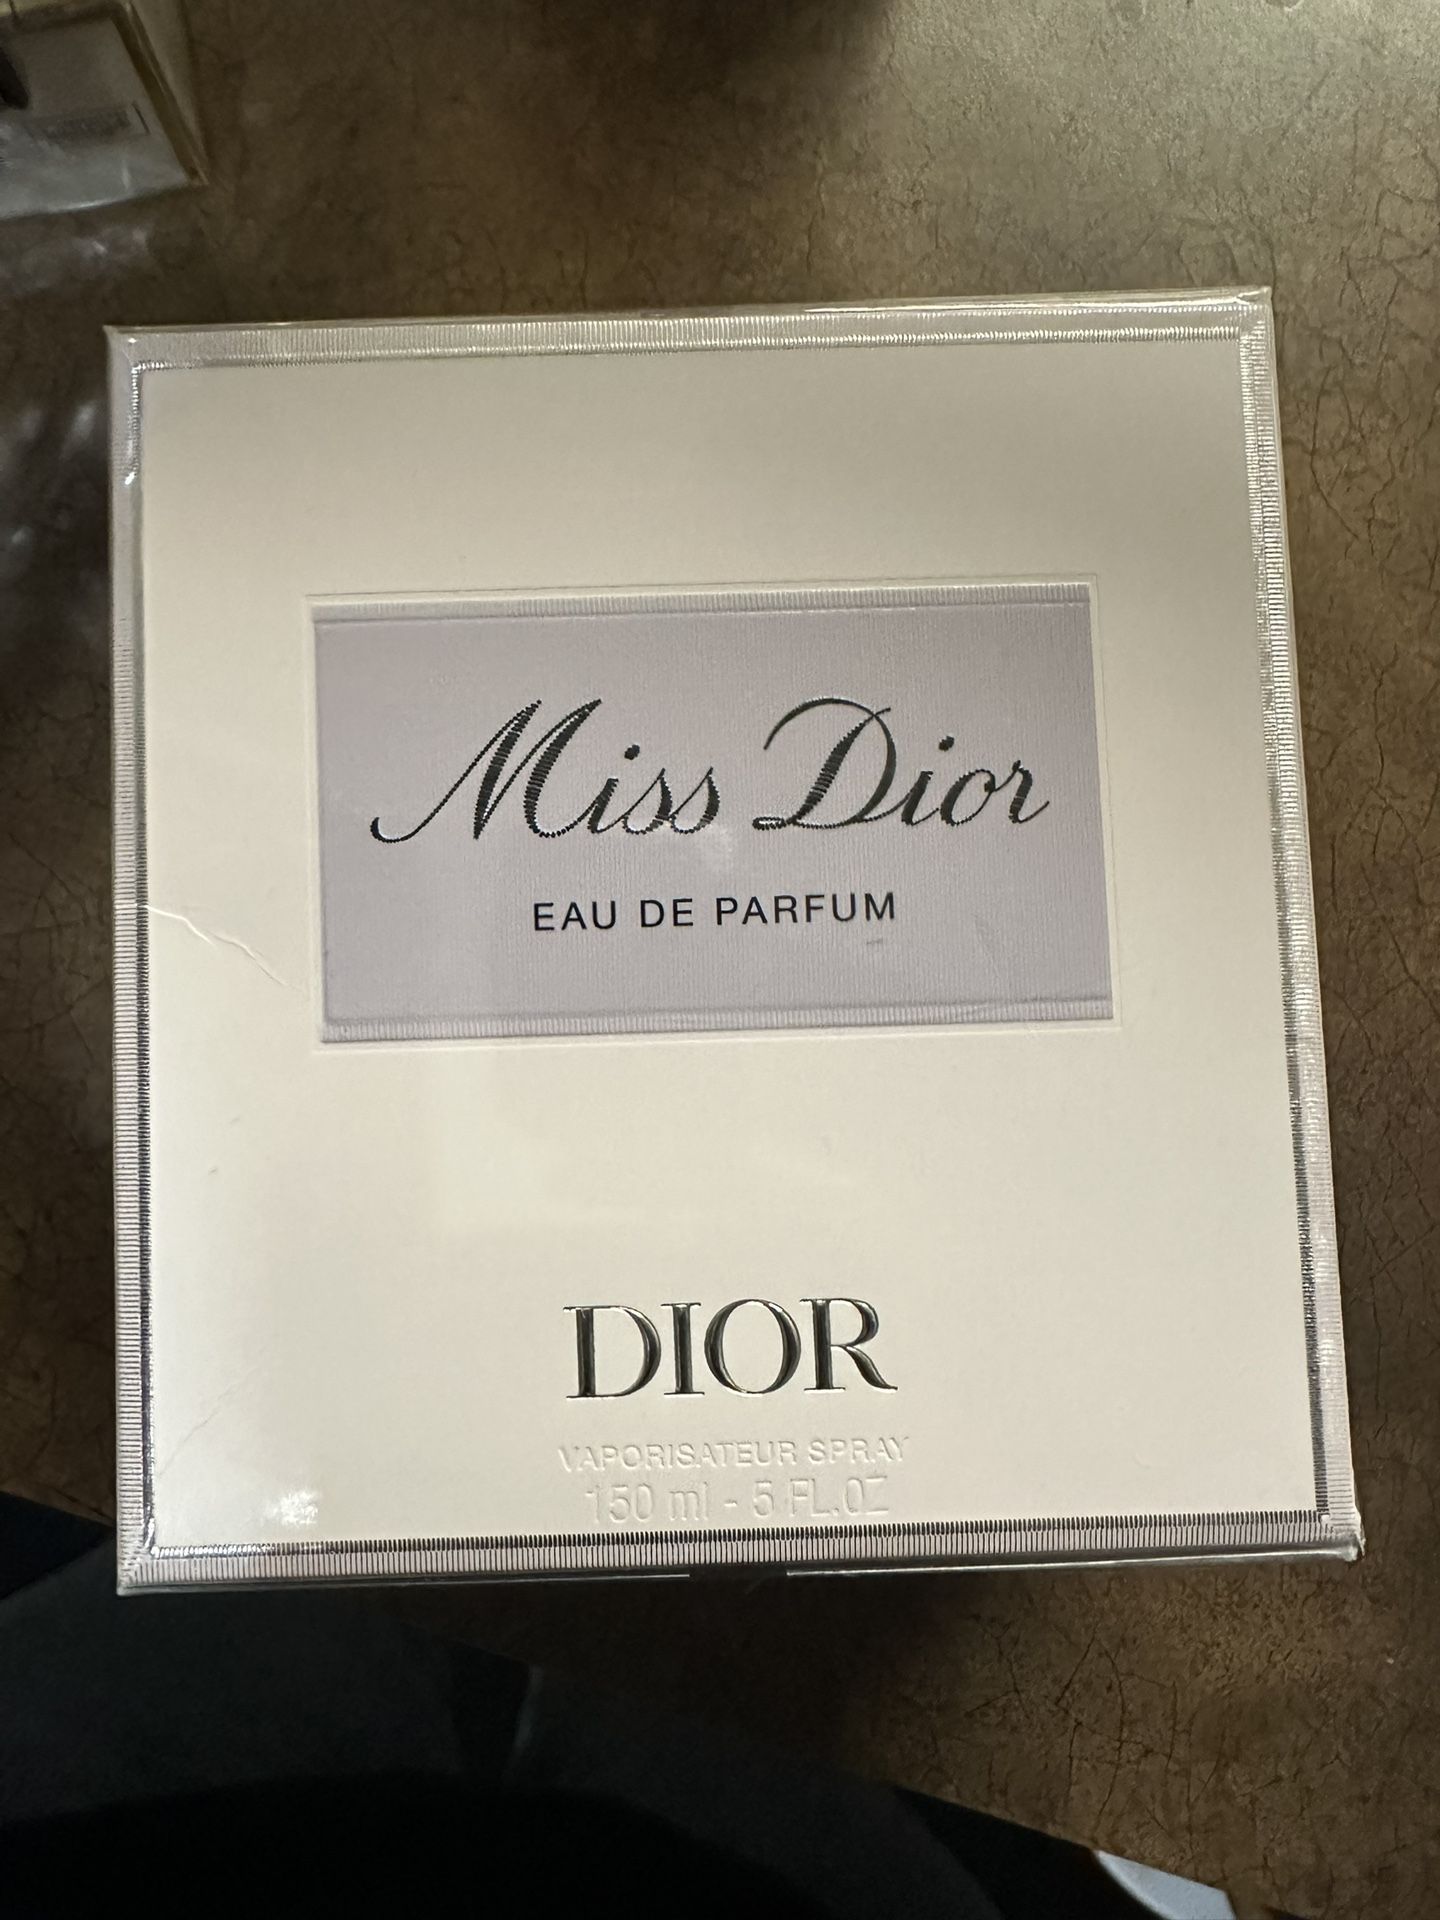 Miss Dior
EAU DE PARFUM
DIOR
VAPORISATEUR SPRAY
150 ml - 5 FL.OZ